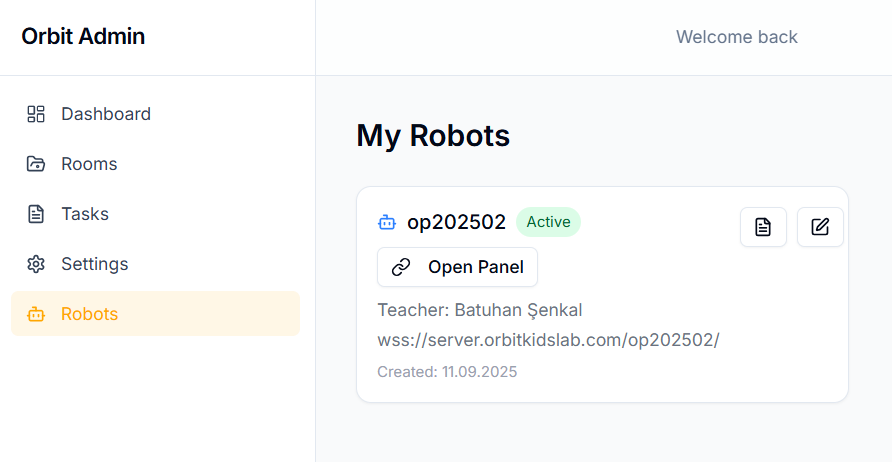 Orbit Admin
Welcome back
Dashboard
Rooms
Tasks
Settings
Robots
My Robots
op202502 Active
Open Panel
Teacher: Batuhan Şenkal
wss://server.orbitkidslab.com/op202502/
Created: 11.09.2025